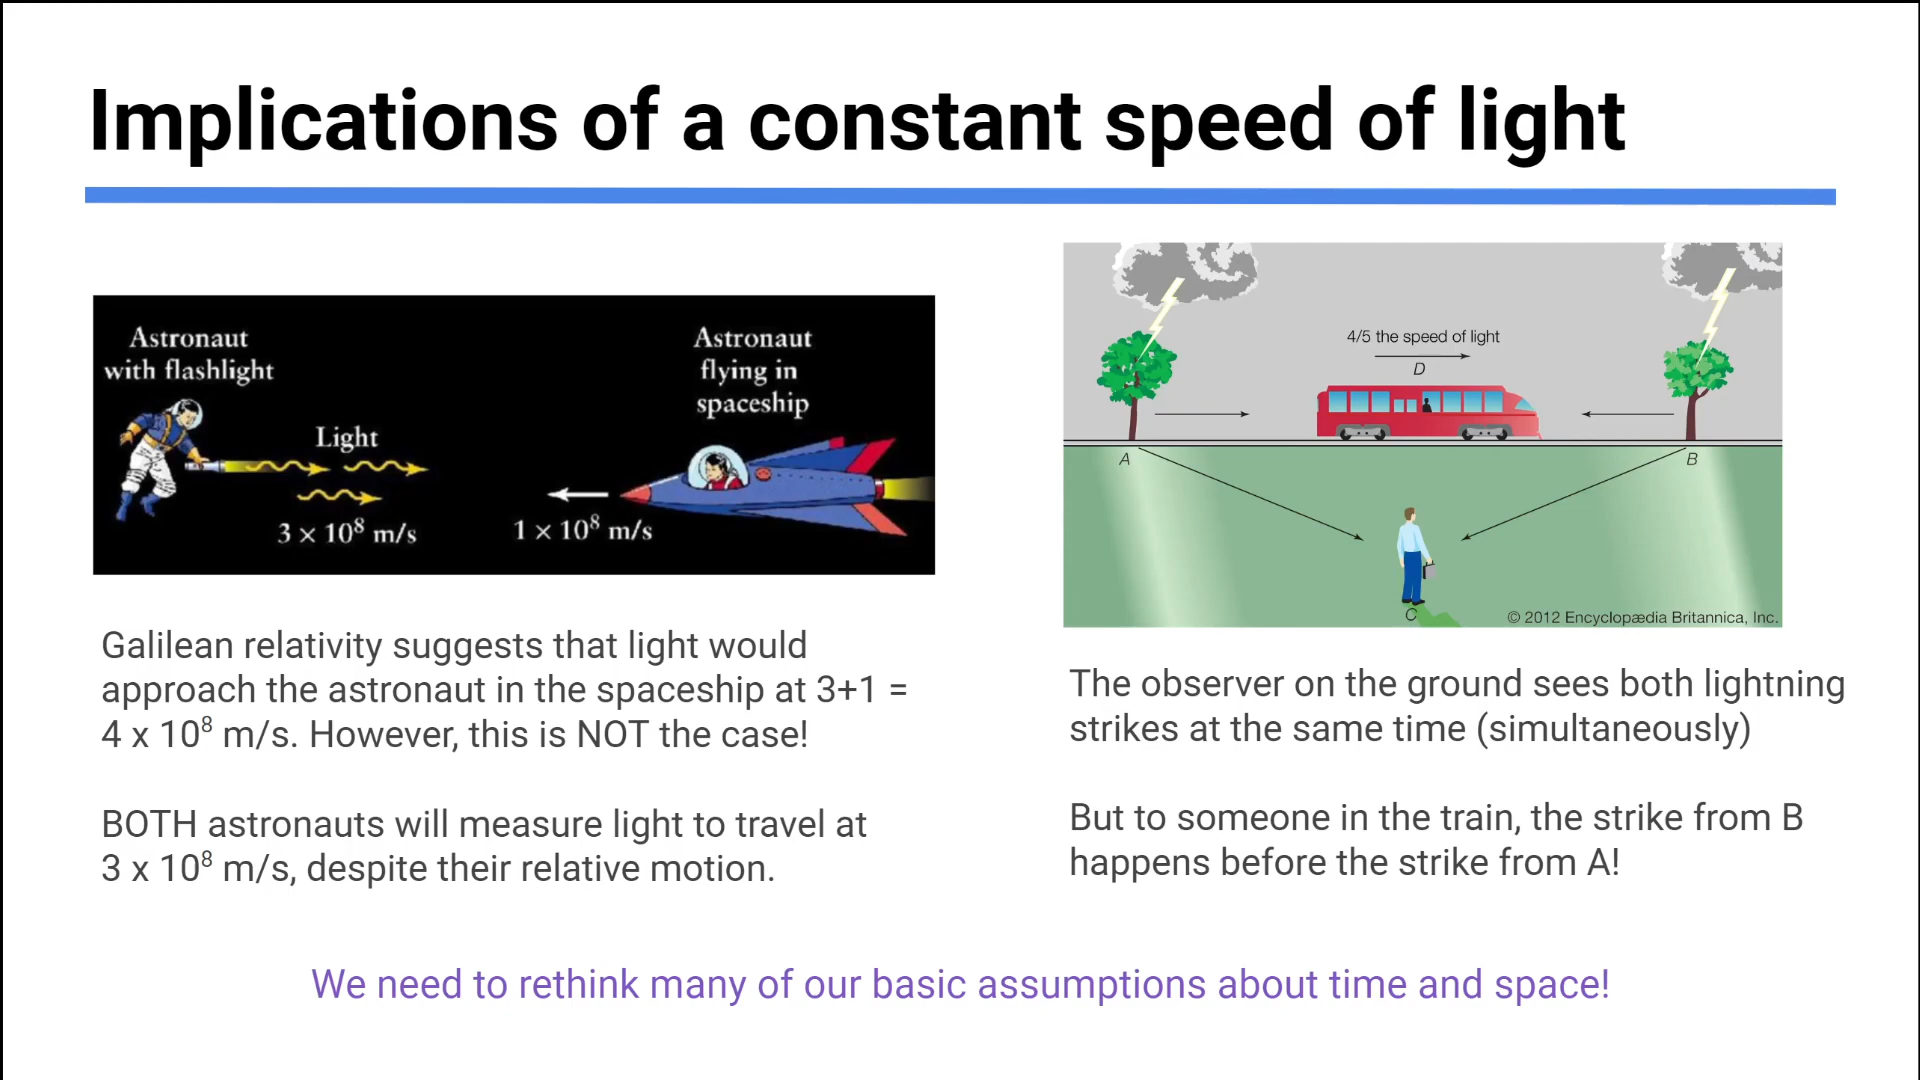 Implications of a constant speed of light
Astronaut
with flashlight
Light
3 × 10⁸ m/s
Astronaut
flying in
spaceship
1 × 10⁸ m/s
Galilean relativity suggests that light would
approach the astronaut in the spaceship at 3+1 =
4 x 10⁸ m/s. However, this is NOT the case!
BOTH astronauts will measure light to travel at
3 x 10⁸ m/s, despite their relative motion.
4/5 the speed of light
D
A
B
C
© 2012 Encyclopædia Britannica, Inc.
The observer on the ground sees both lightning
strikes at the same time (simultaneously)
But to someone in the train, the strike from B
happens before the strike from A!
We need to rethink many of our basic assumptions about time and space!